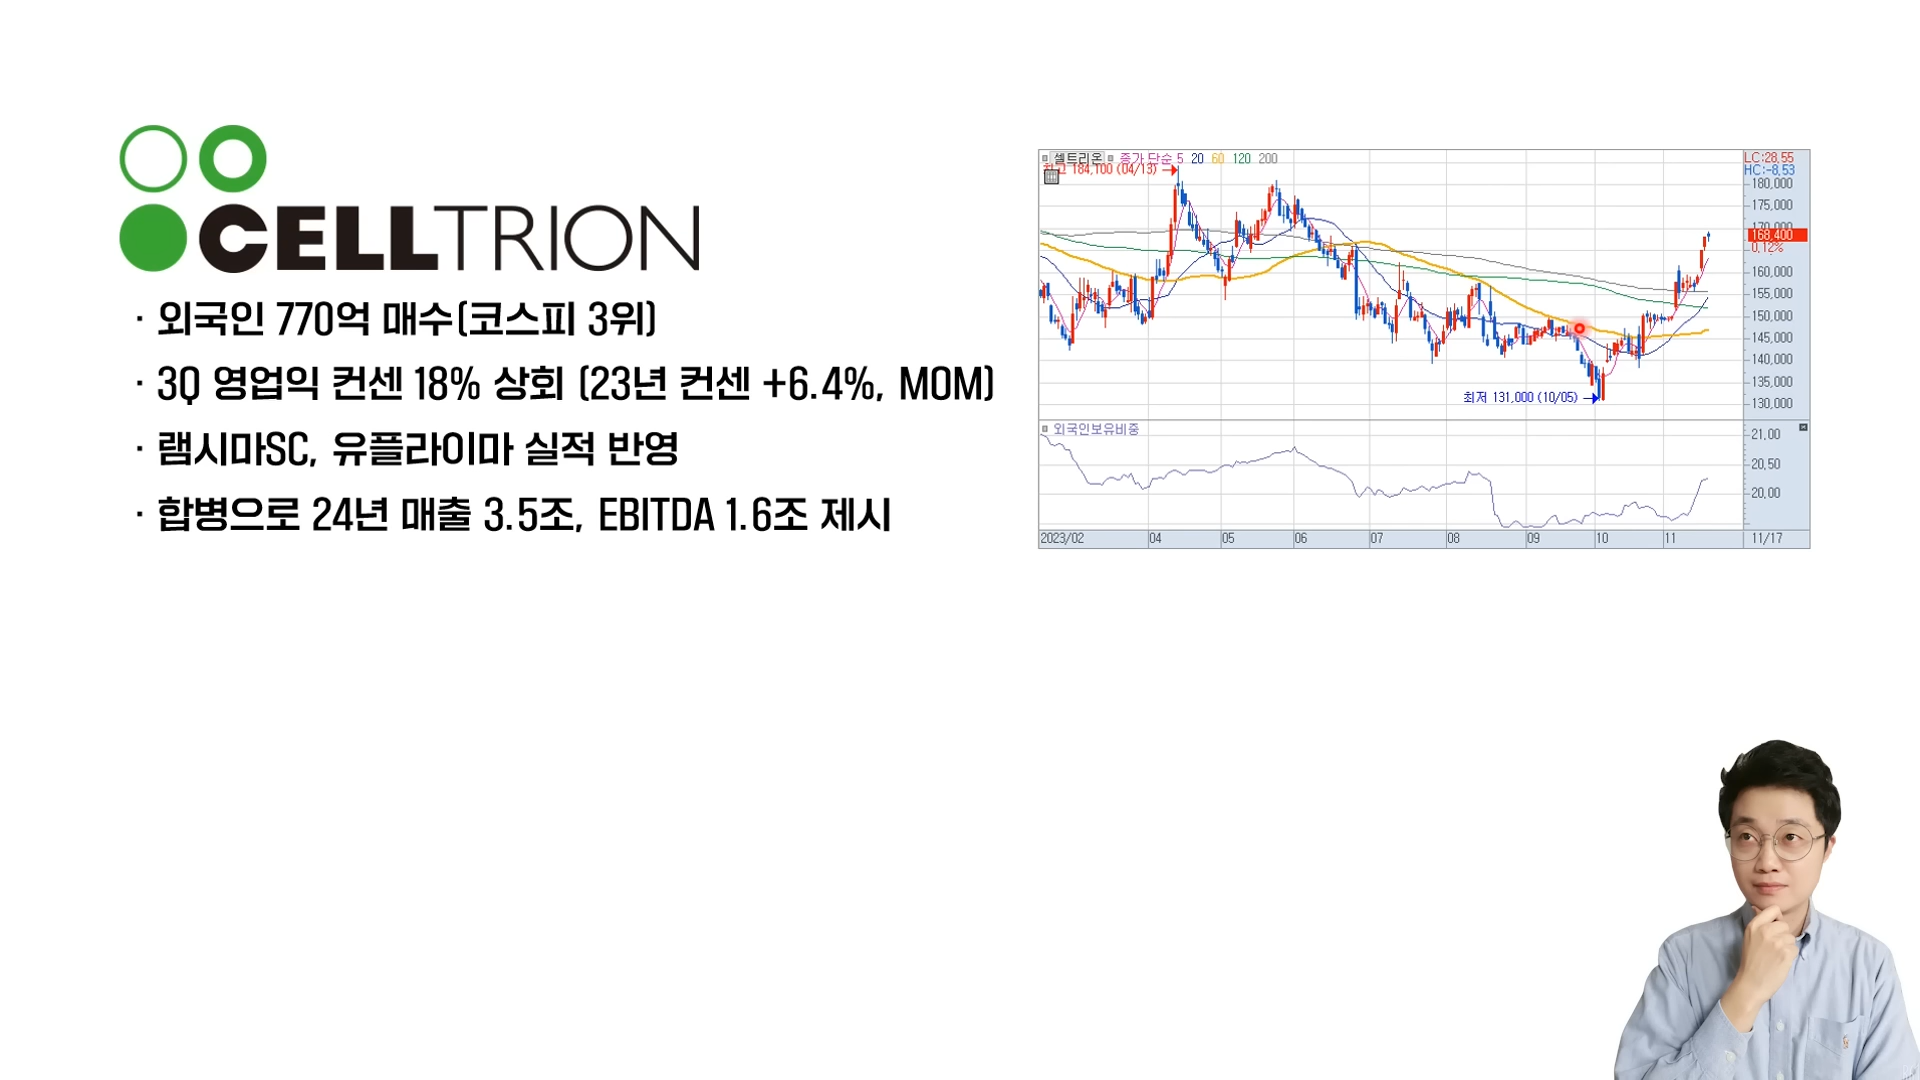 CELLTRION
· 외국인 770억 매수(코스피 3위)
· 3Q 영업익 컨센 18% 상회 (23년 컨센 +6.4%, MOM)
· 램시마SC, 유플라이마 실적 반영
· 합병으로 24년 매출 3.5조, EBITDA 1.6조 제시
셀트리온 종가 단순 5 20 60 120 200
최고 184,100 (04/13)
LC:28.55
HC:-8.53
180,000
175,000
170,000
168,400
0.12%
160,000
155,000
150,000
145,000
140,000
135,000
130,000
최저 131,000 (10/05)
외국인보유비중
21.00
20.50
20.00
2023/02 04 05 06 07 08 09 10 11 11/17